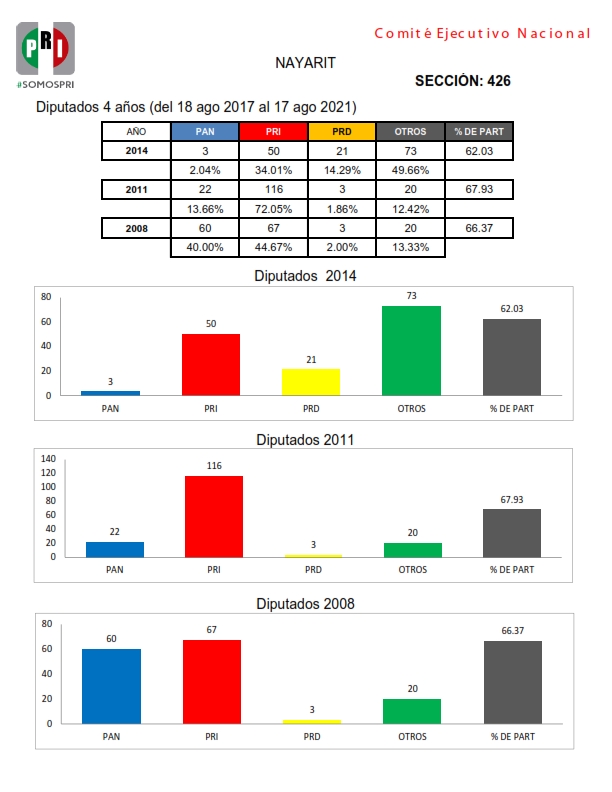 Comité Ejecutivo Nacional
PRI
#SOMOSPRI
NAYARIT
SECCIÓN: 426
Diputados 4 años (del 18 ago 2017 al 17 ago 2021)
AÑO PAN PRI PRD OTROS % DE PART
2014 3 50 21 73 62.03
2.04% 34.01% 14.29% 49.66%
2011 22 116 3 20 67.93
13.66% 72.05% 1.86% 12.42%
2008 60 67 3 20 66.37
40.00% 44.67% 2.00% 13.33%
Diputados 2014
80
60
40
20
0
3 50 21 73 62.03
PAN PRI PRD OTROS % DE PART
Diputados 2011
140
120
100
80
60
40
20
0
22 116 3 20 67.93
PAN PRI PRD OTROS % DE PART
Diputados 2008
80
60
40
20
0
60 67 3 20 66.37
PAN PRI PRD OTROS % DE PART